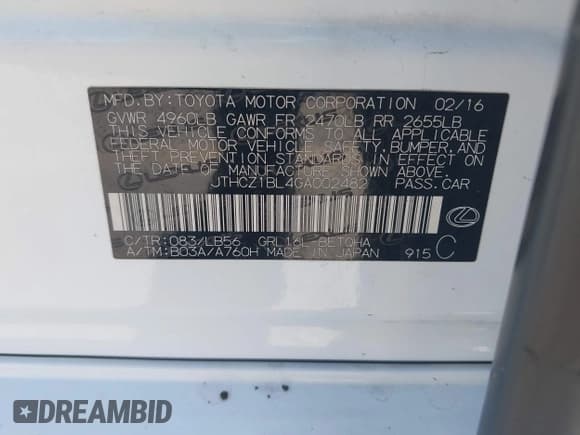 MFD.BY:TOYOTA MOTOR CORPORATION 02/16
GVWR 4960LB GAWR FR 2470LB RR 2655LB
THIS VEHICLE CONFORMS TO ALL APPLICABLE
FEDERAL MOTOR VEHICLE SAFETY,BUMPER,AND
THEFT PREVENTION STANDARDS IN EFFECT ON
THE DATE OF MANUFACTURE SHOWN ABOVE.
JTHCZ1BL4GA002462 PASS.CAR
C/TR:083/LB56 GRL16L-BETQHA
A/TM:B03A/A760H MADE IN JAPAN 915 C
DREAMBID